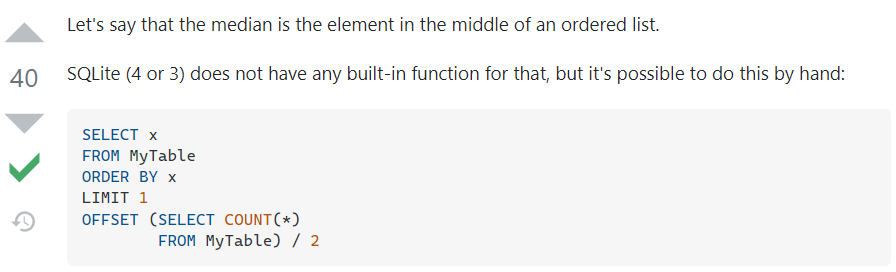 Let's say that the median is the element in the middle of an ordered list.
40
SQLite (4 or 3) does not have any built-in function for that, but it's possible to do this by hand:
SELECT x
FROM MyTable
ORDER BY x
LIMIT 1
OFFSET (SELECT COUNT(*)
        FROM MyTable) / 2